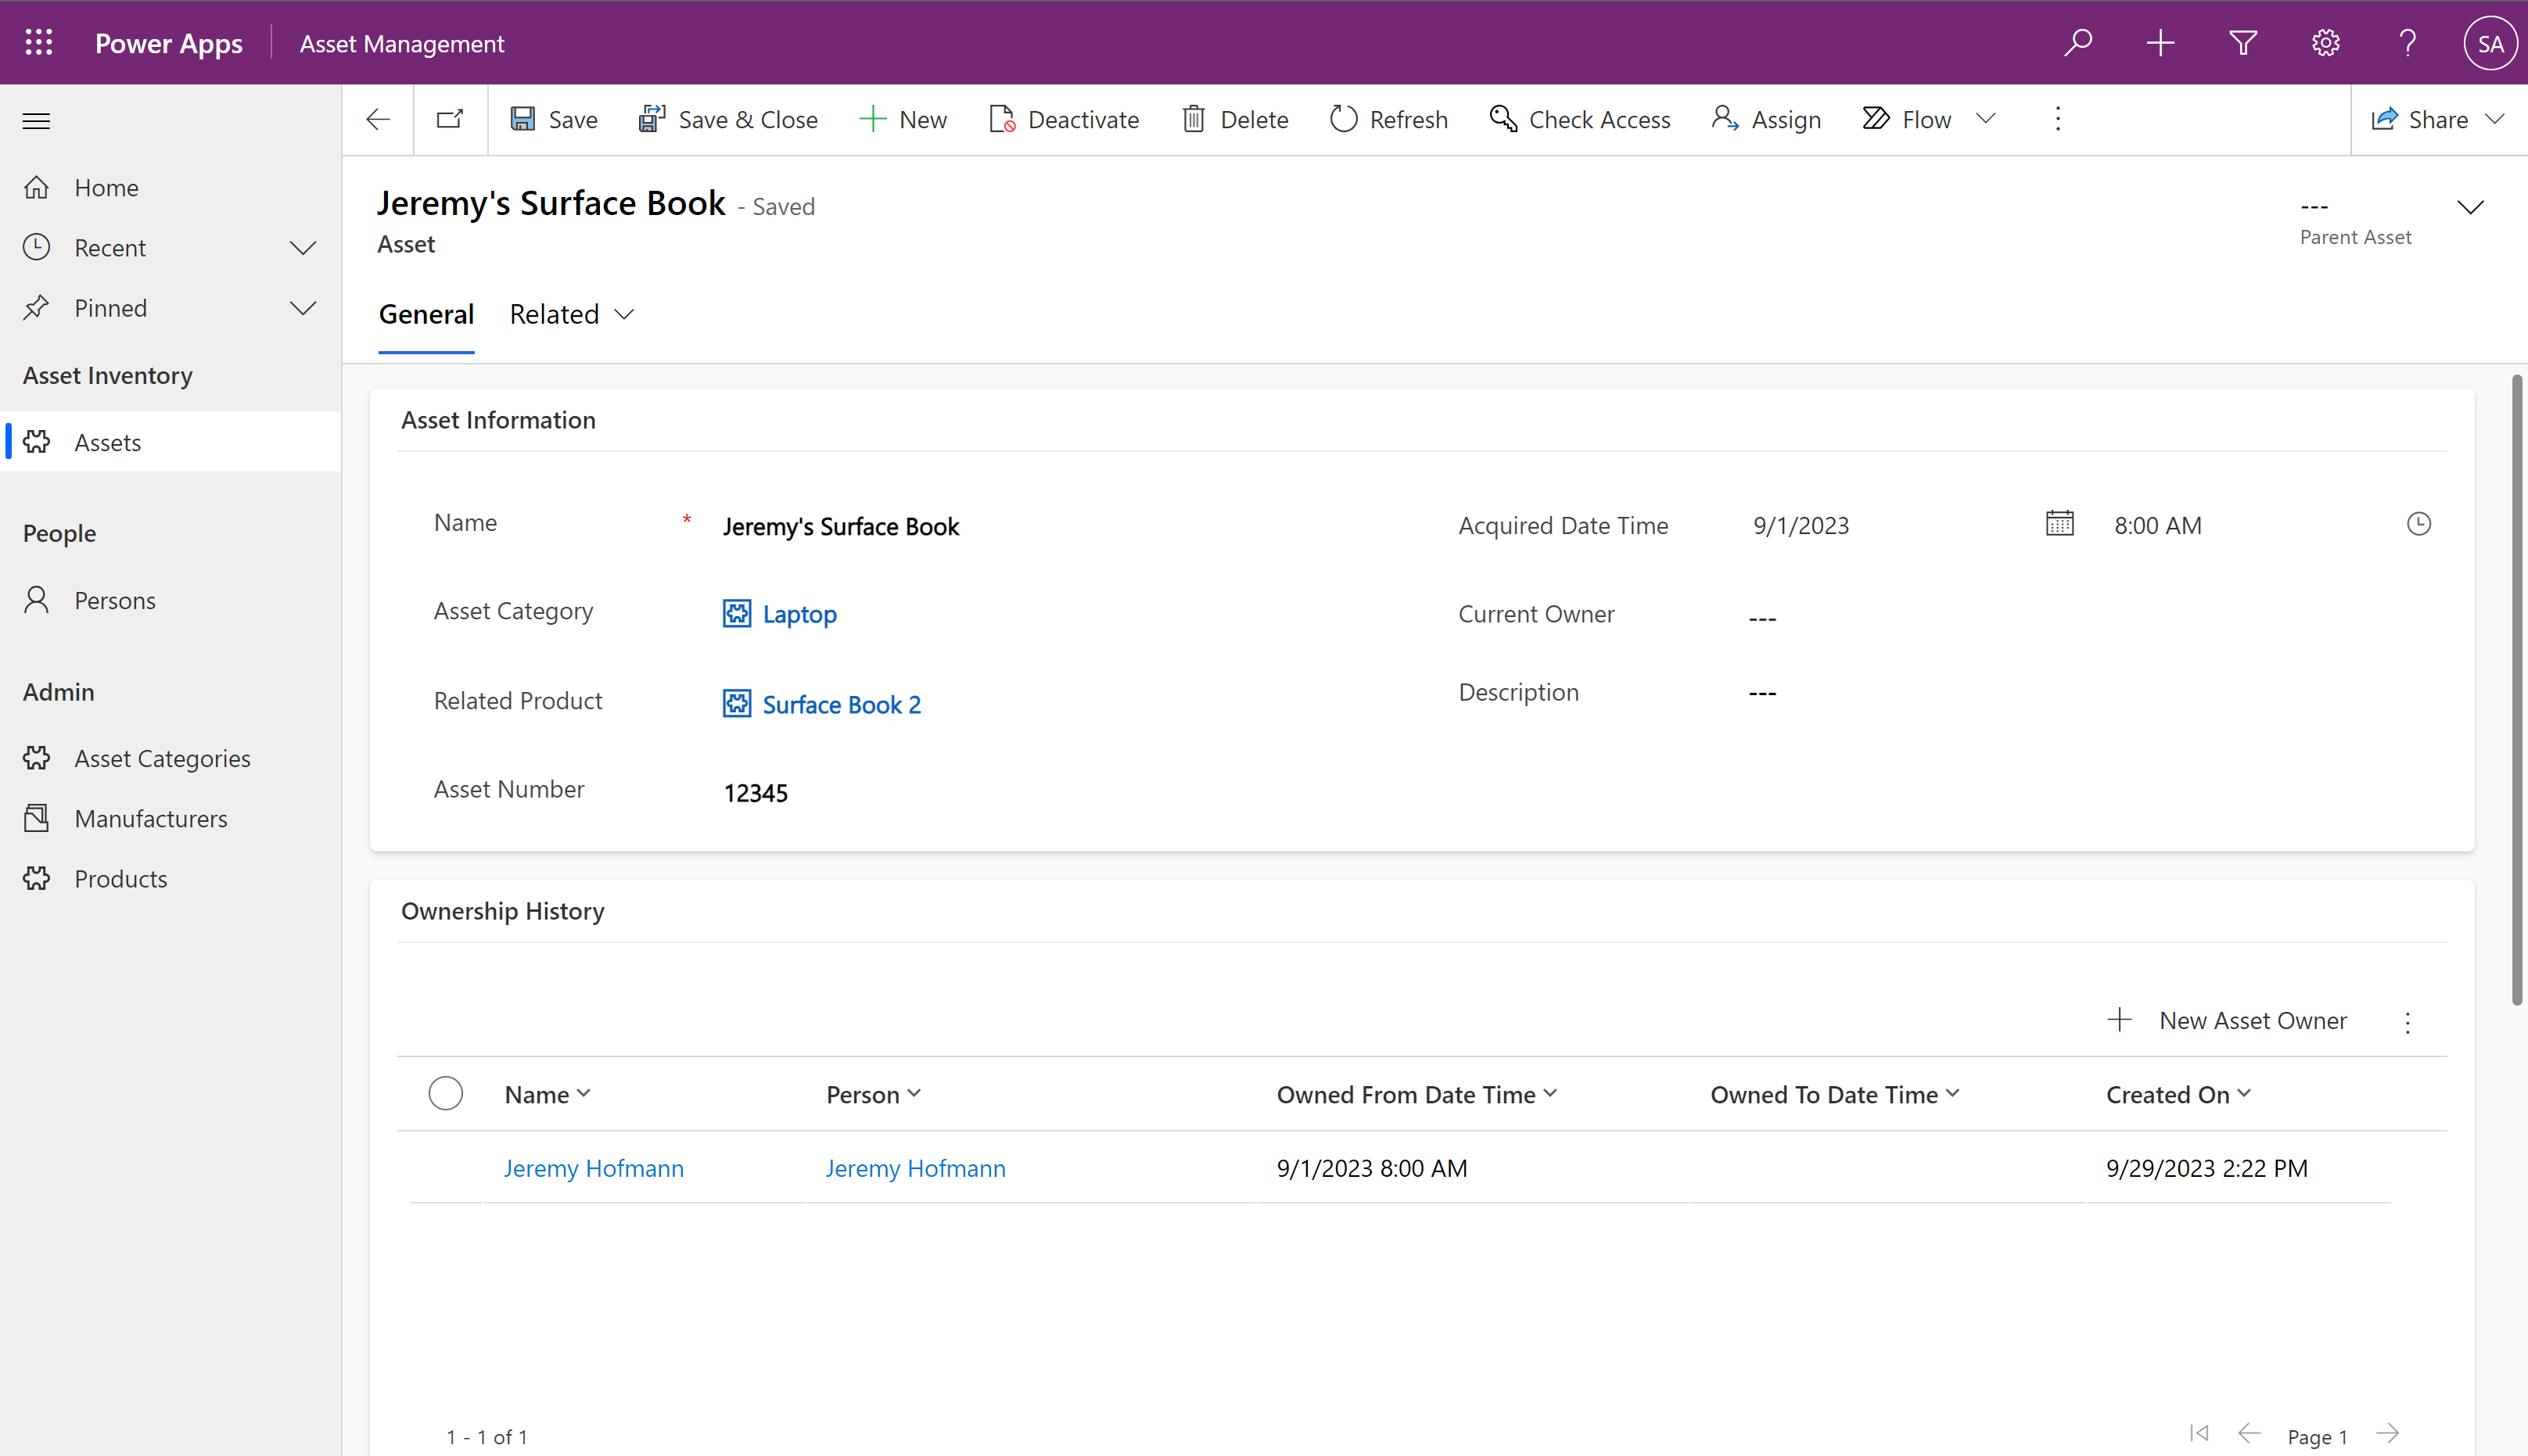 Power Apps Asset Management SA
Save Save & Close New Deactivate Delete Refresh Check Access Assign Flow Share
Home
Recent
Pinned
Asset Inventory
Assets
People
Persons
Admin
Asset Categories
Manufacturers
Products
Jeremy's Surface Book - Saved
Asset
---
Parent Asset
General Related
Asset Information
Name * Jeremy's Surface Book
Asset Category Laptop
Related Product Surface Book 2
Asset Number 12345
Acquired Date Time 9/1/2023 8:00 AM
Current Owner ---
Description ---
Ownership History
New Asset Owner
Name Person Owned From Date Time Owned To Date Time Created On
Jeremy Hofmann Jeremy Hofmann 9/1/2023 8:00 AM 9/29/2023 2:22 PM
1 - 1 of 1 Page 1